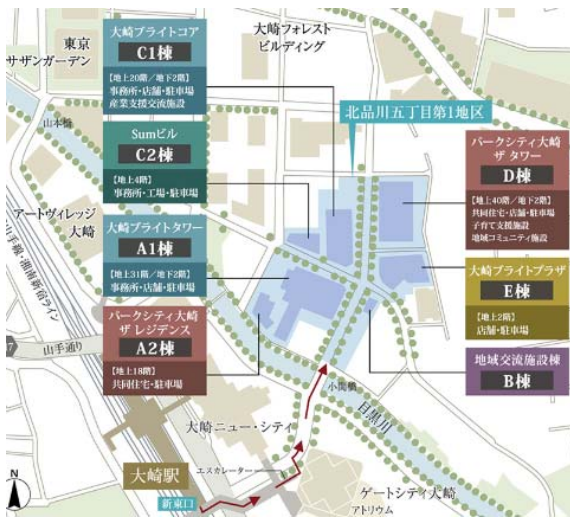 大崎ブライトコア
C1棟
【地上20階／地下2階】
事務所・店舗・駐車場
産業支援交流施設
大崎フォレスト
ビルディング
東京
サザンガーデン
山本橋
Sumビル
C2棟
【地上4階】
事務所・工場・駐車場
北品川五丁目第1地区
パークシティ大崎
ザ タワー
D棟
【地上40階／地下2階】
共同住宅・店舗・駐車場
子育て支援施設
地域コミュニティ施設
アートヴィレッジ
大崎
山手線・湘南新宿ライン
大崎ブライトタワー
A1棟
【地上31階／地下2階】
事務所・店舗・駐車場
大崎ブライトプラザ
E棟
【地上2階】
店舗・駐車場
パークシティ大崎
ザ レジデンス
A2棟
【地上18階】
共同住宅・駐車場
地域交流施設棟
B棟
山手通り
小関橋
目黒川
大崎ニュー・シティ
エスカレーター
大崎駅
新東口
ゲートシティ大崎
アトリウム
N